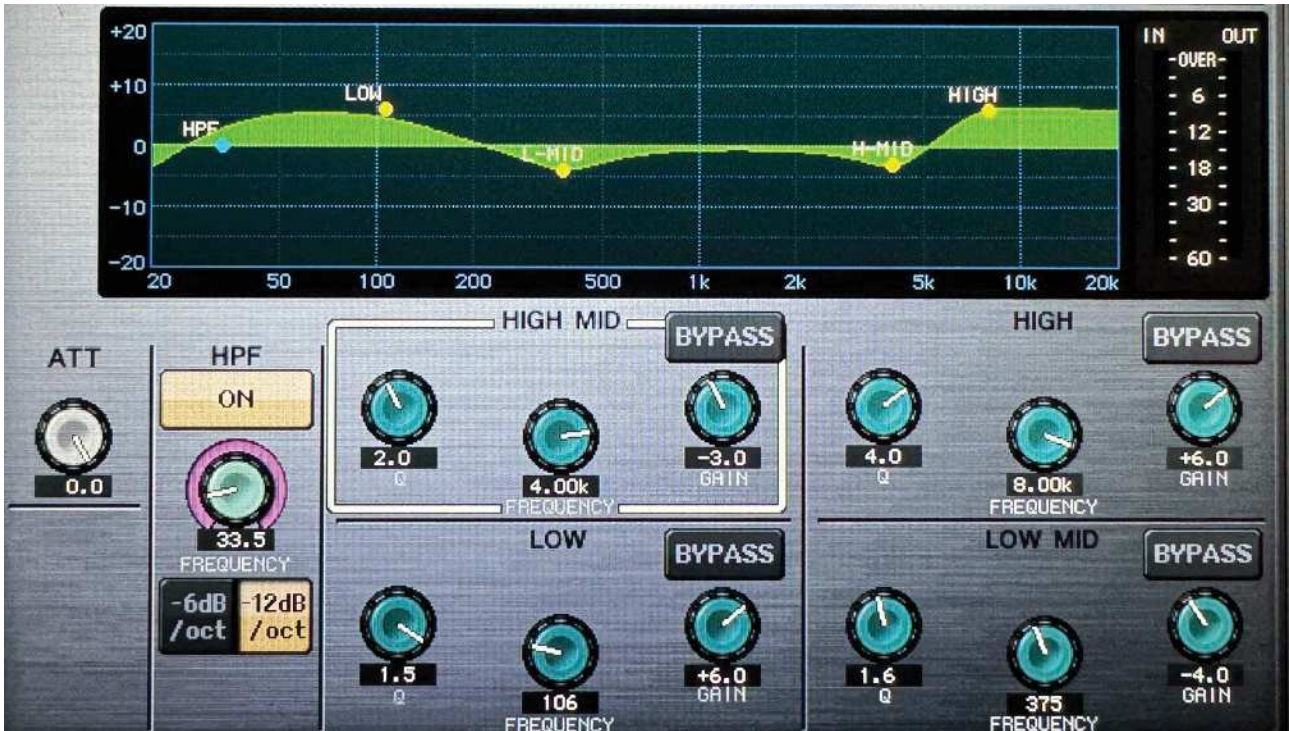 +20
+10
0
-10
-20
HPF
LOW
L-MID
H-MID
HIGH
20 50 100 200 500 1k 2k 5k 10k 20k
IN OUT
-OVER-
- 6 -
- 12 -
- 18 -
- 30 -
- 60 -
ATT
0.0
HPF
ON
33.5
FREQUENCY
-6dB
/oct
-12dB
/oct
HIGH MID
BYPASS
2.0
Q
4.00k
FREQUENCY
-3.0
GAIN
HIGH
BYPASS
4.0
Q
8.00k
FREQUENCY
+6.0
GAIN
LOW
BYPASS
1.5
Q
106
FREQUENCY
+6.0
GAIN
LOW MID
BYPASS
1.6
Q
375
FREQUENCY
-4.0
GAIN